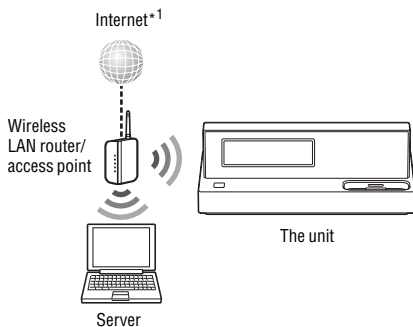 Internet*1
Wireless
LAN router/
access point
The unit
Server